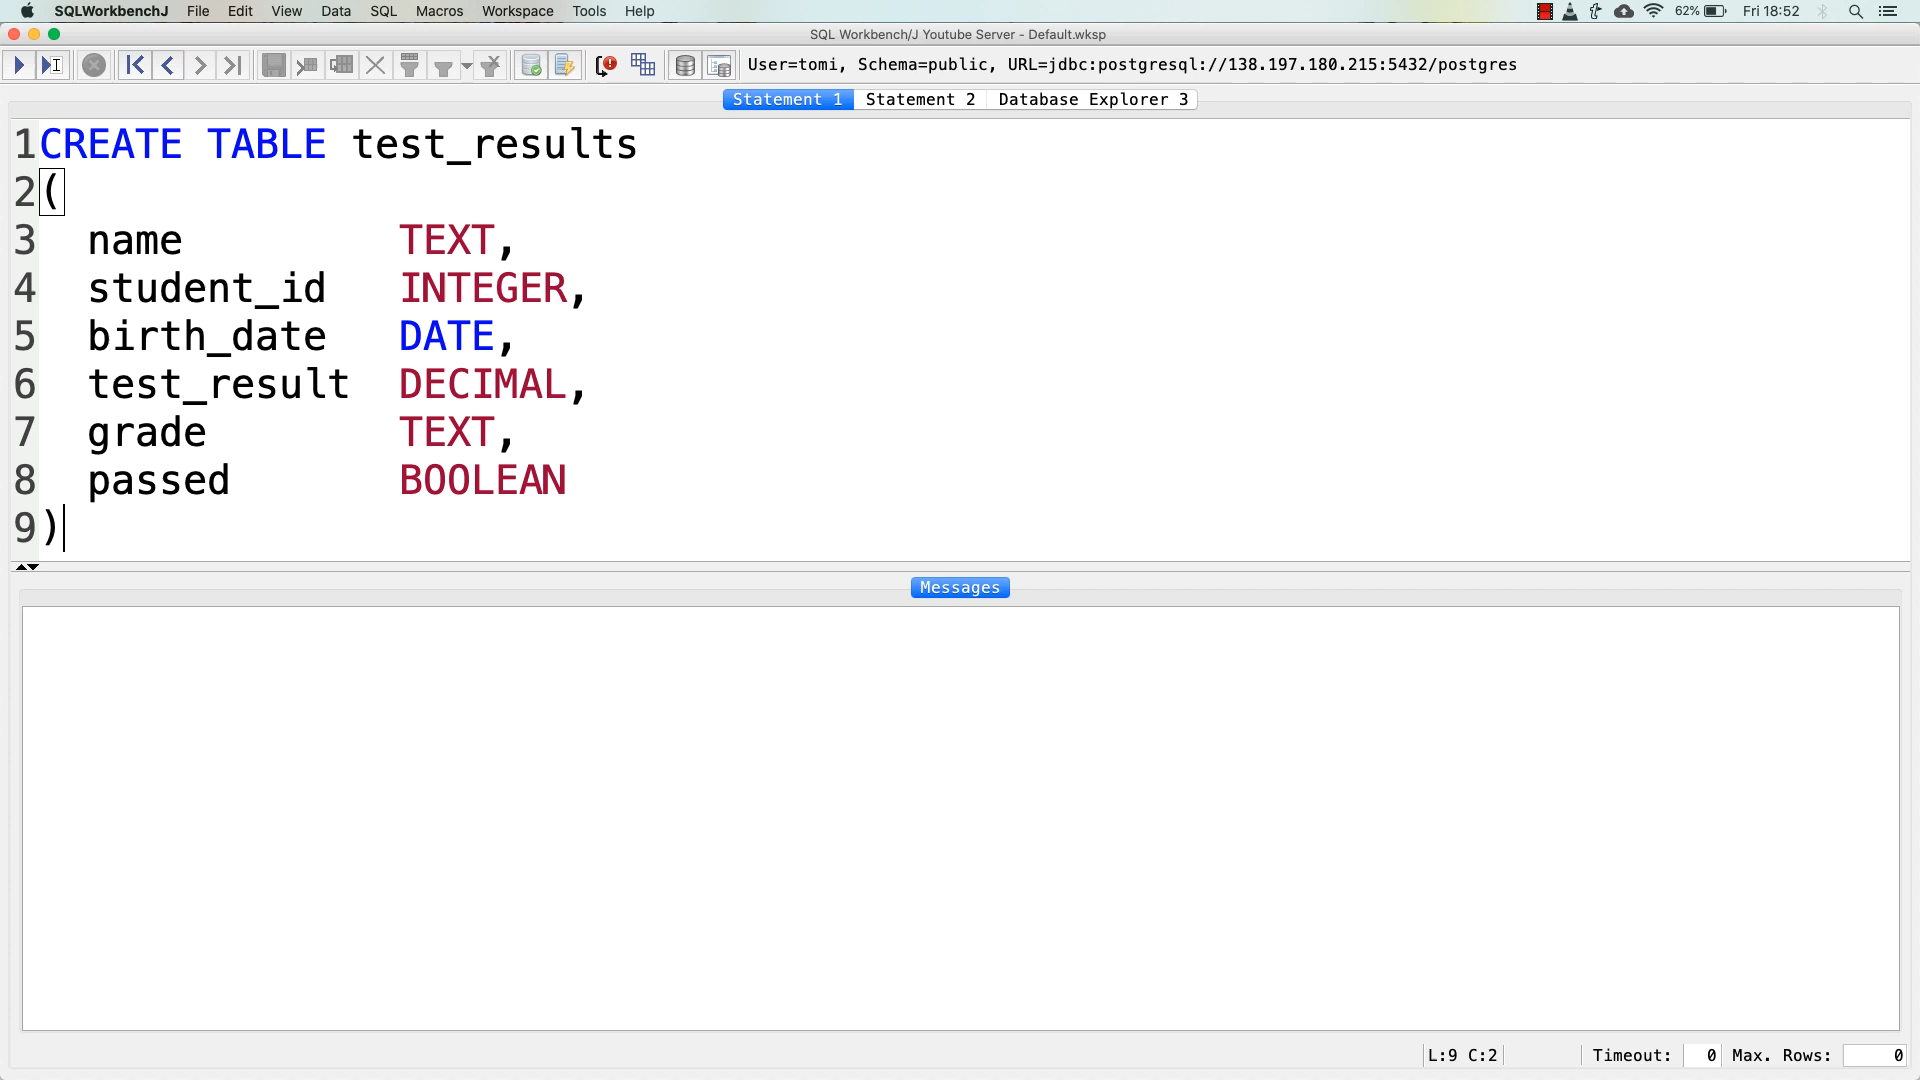 SQLWorkbenchJ File Edit View Data SQL Macros Workspace Tools Help 62% Fri 18:52
SQL Workbench/J Youtube Server - Default.wksp
User=tomi, Schema=public, URL=jdbc:postgresql://138.197.180.215:5432/postgres
Statement 1 Statement 2 Database Explorer 3
1 CREATE TABLE test_results
2 (
3 name TEXT,
4 student_id INTEGER,
5 birth_date DATE,
6 test_result DECIMAL,
7 grade TEXT,
8 passed BOOLEAN
9 )
Messages
L:9 C:2 Timeout: 0 Max. Rows: 0